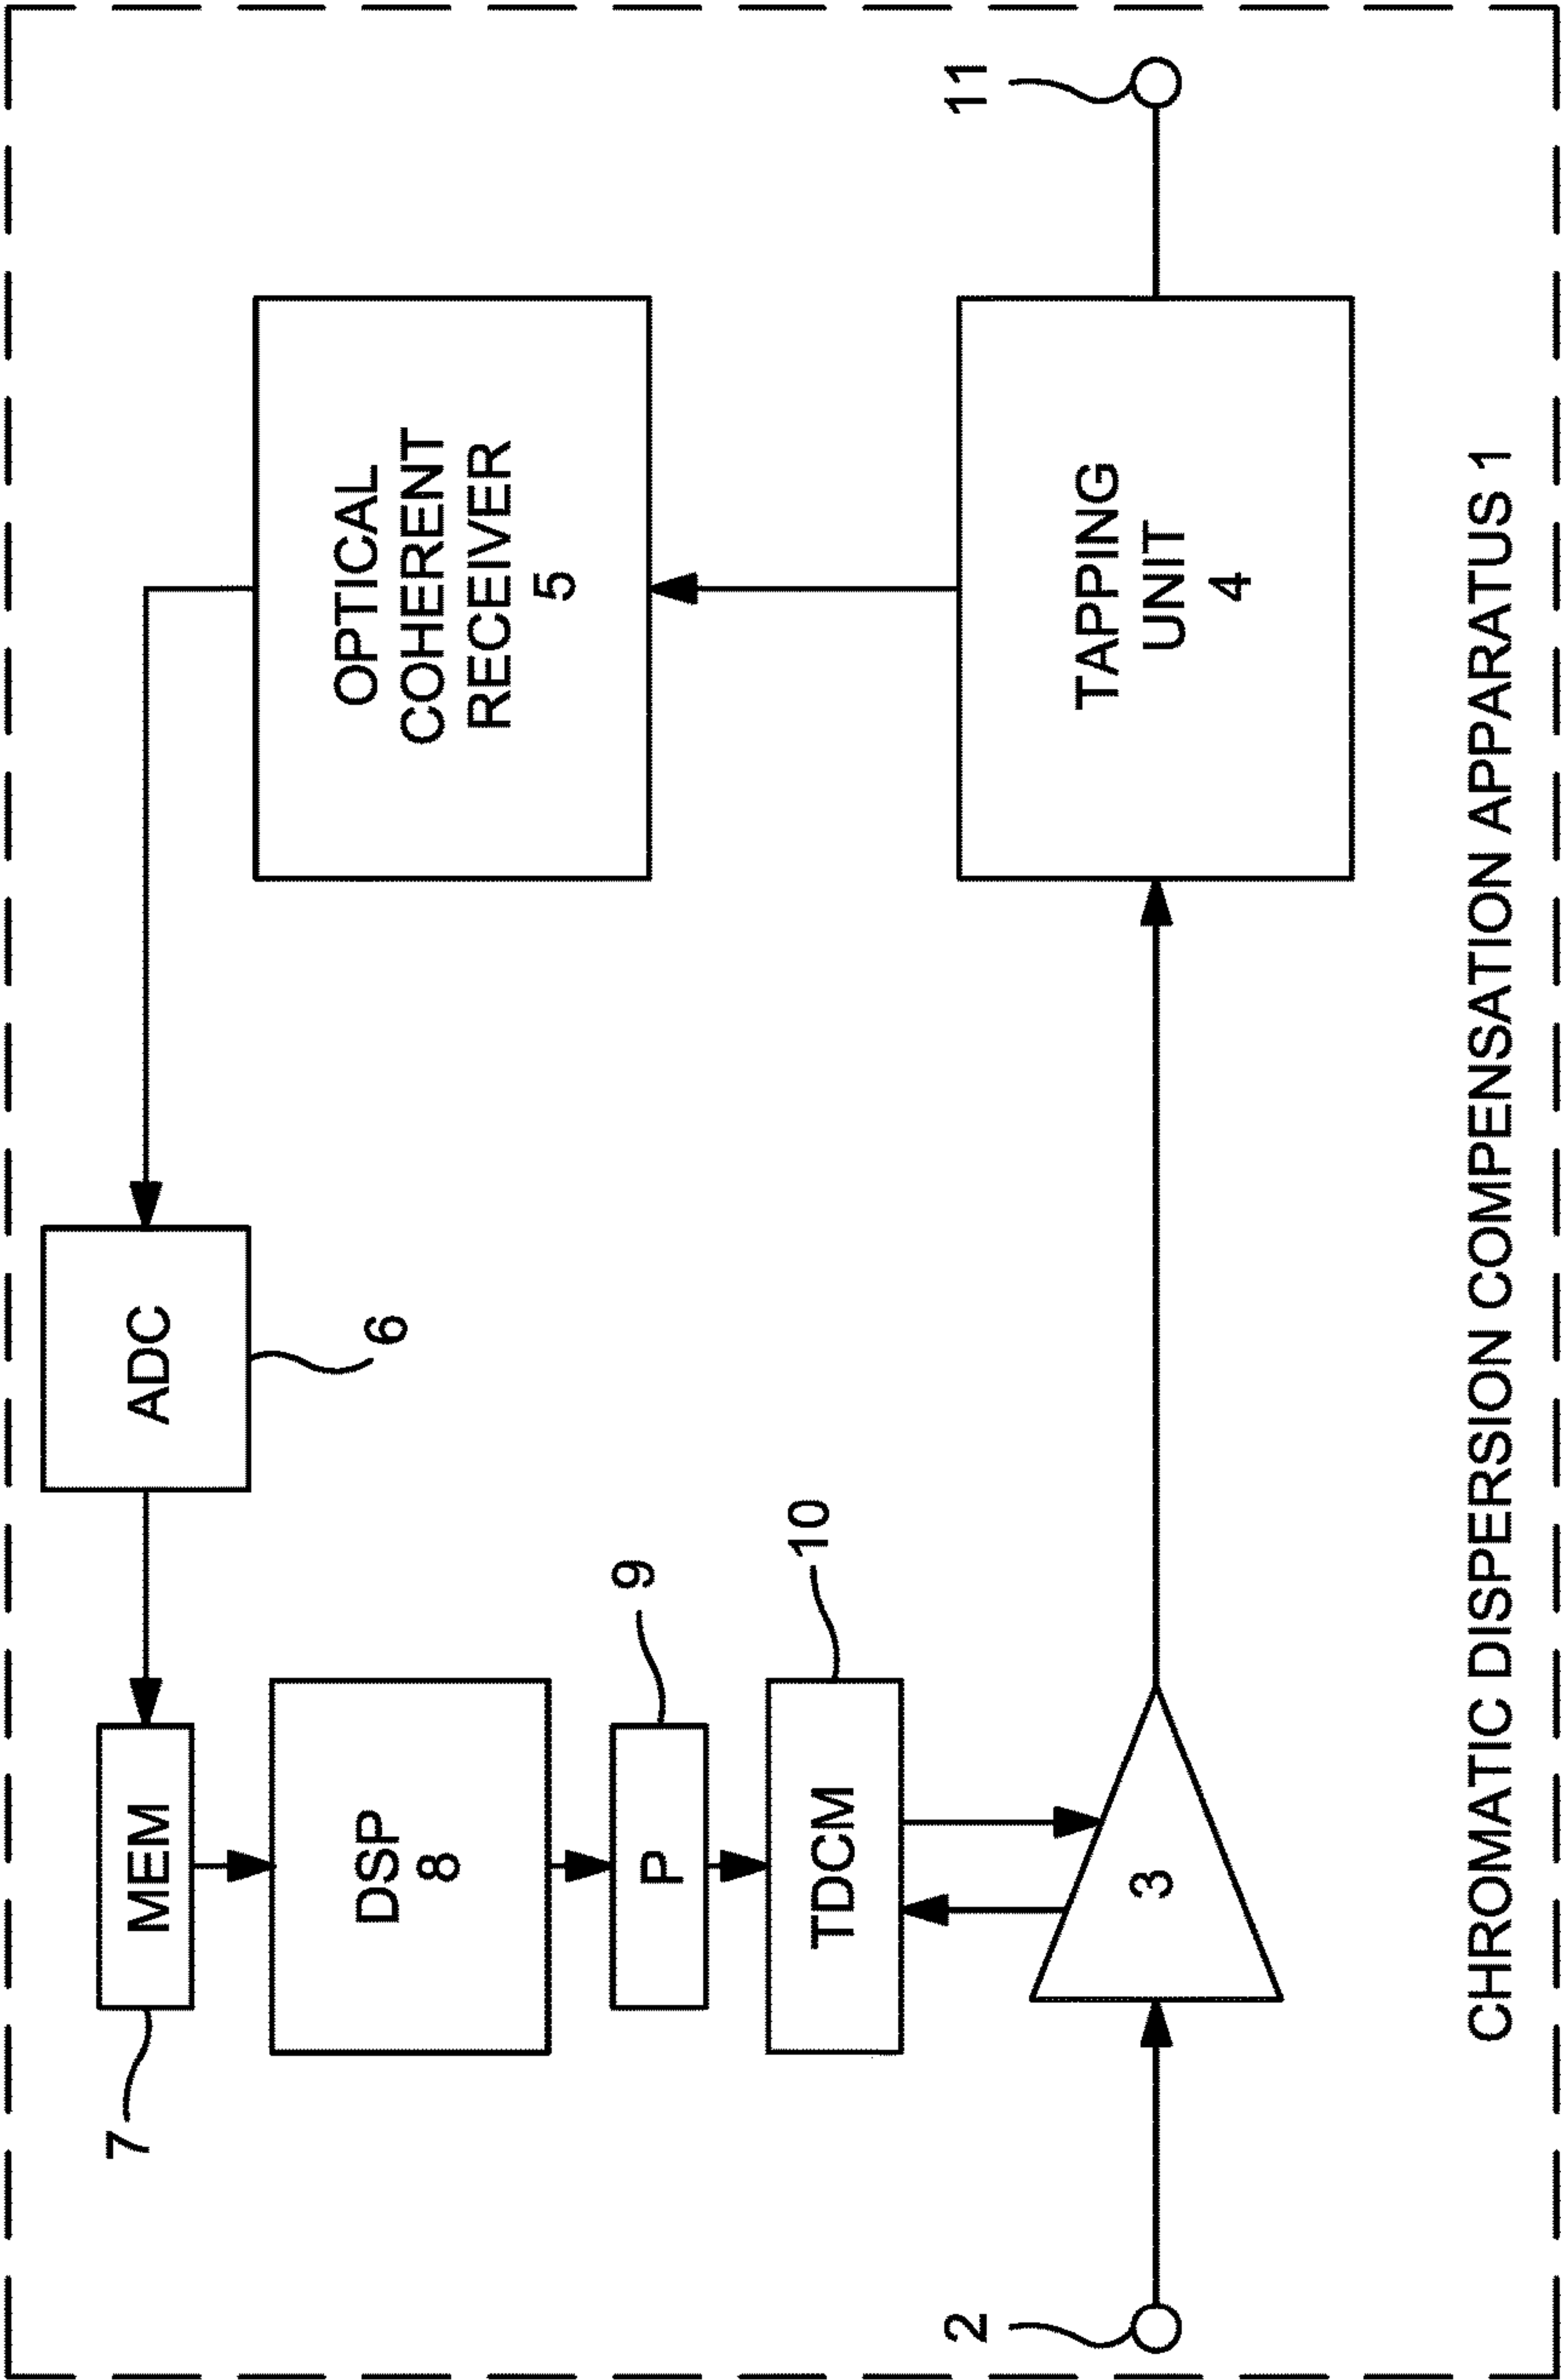 7
MEM
ADC
6
DSP
8
9
P
10
TDCM
OPTICAL
COHERENT
RECEIVER
5
2
3
TAPPING
UNIT
4
11
CHROMATIC DISPERSION COMPENSATION APPARATUS 1